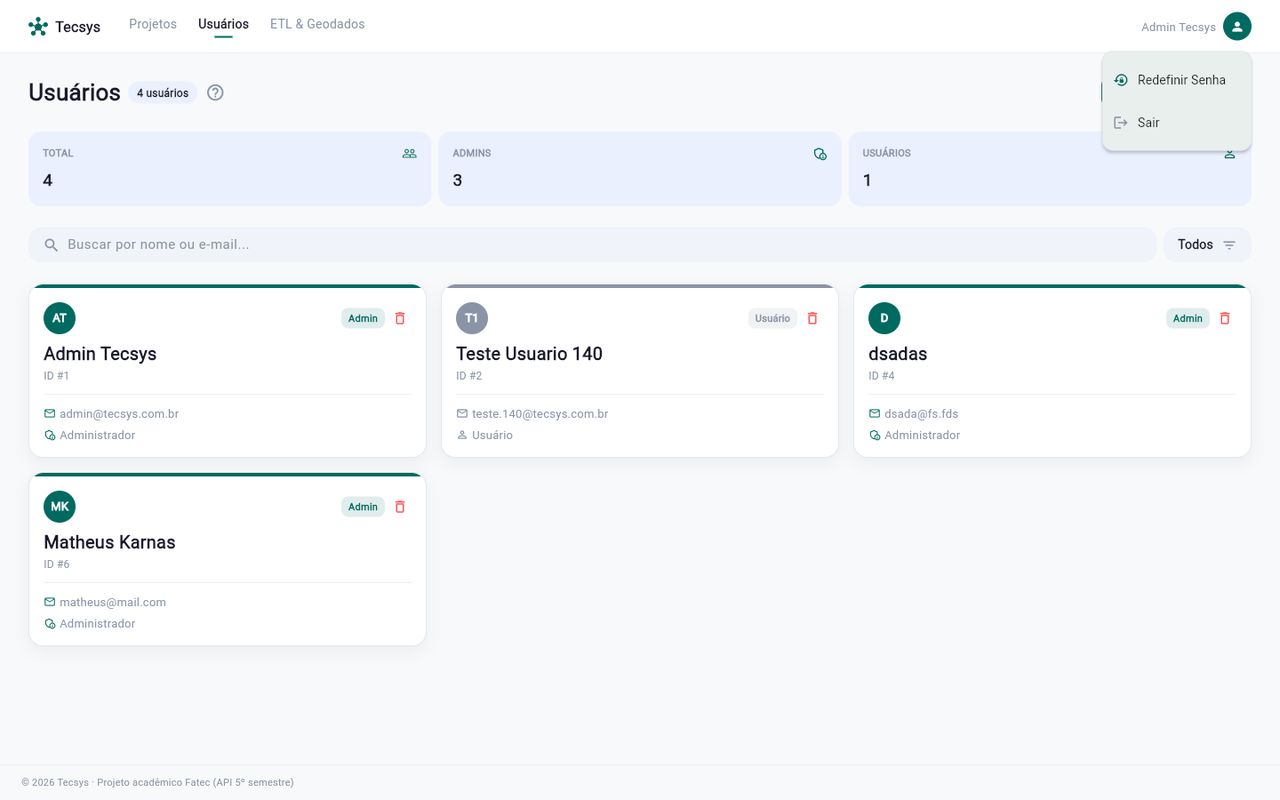 Tecsys
Projetos
Usuários
ETL & Geodados
Admin Tecsys
Redefinir Senha
Sair
Usuários
4 usuários
TOTAL
4
ADMINS
3
USUÁRIOS
1
Buscar por nome ou e-mail...
Todos
AT
Admin
Admin Tecsys
ID #1
admin@tecsys.com.br
Administrador
T1
Usuário
Teste Usuario 140
ID #2
teste.140@tecsys.com.br
Usuário
D
Admin
dsadas
ID #4
dsada@fs.fds
Administrador
MK
Admin
Matheus Karnas
ID #6
matheus@mail.com
Administrador
© 2026 Tecsys · Projeto acadêmico Fatec (API 5º semestre)